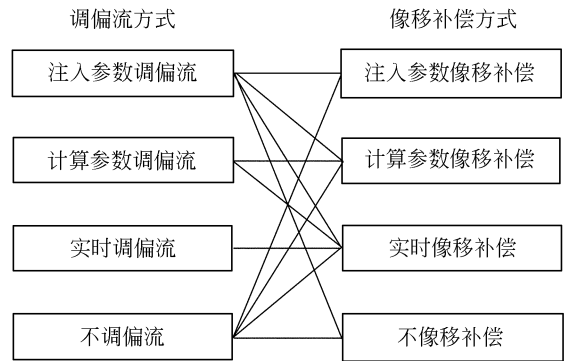 调偏流方式
像移补偿方式
注入参数调偏流
注入参数像移补偿
计算参数调偏流
计算参数像移补偿
实时调偏流
实时像移补偿
不调偏流
不像移补偿